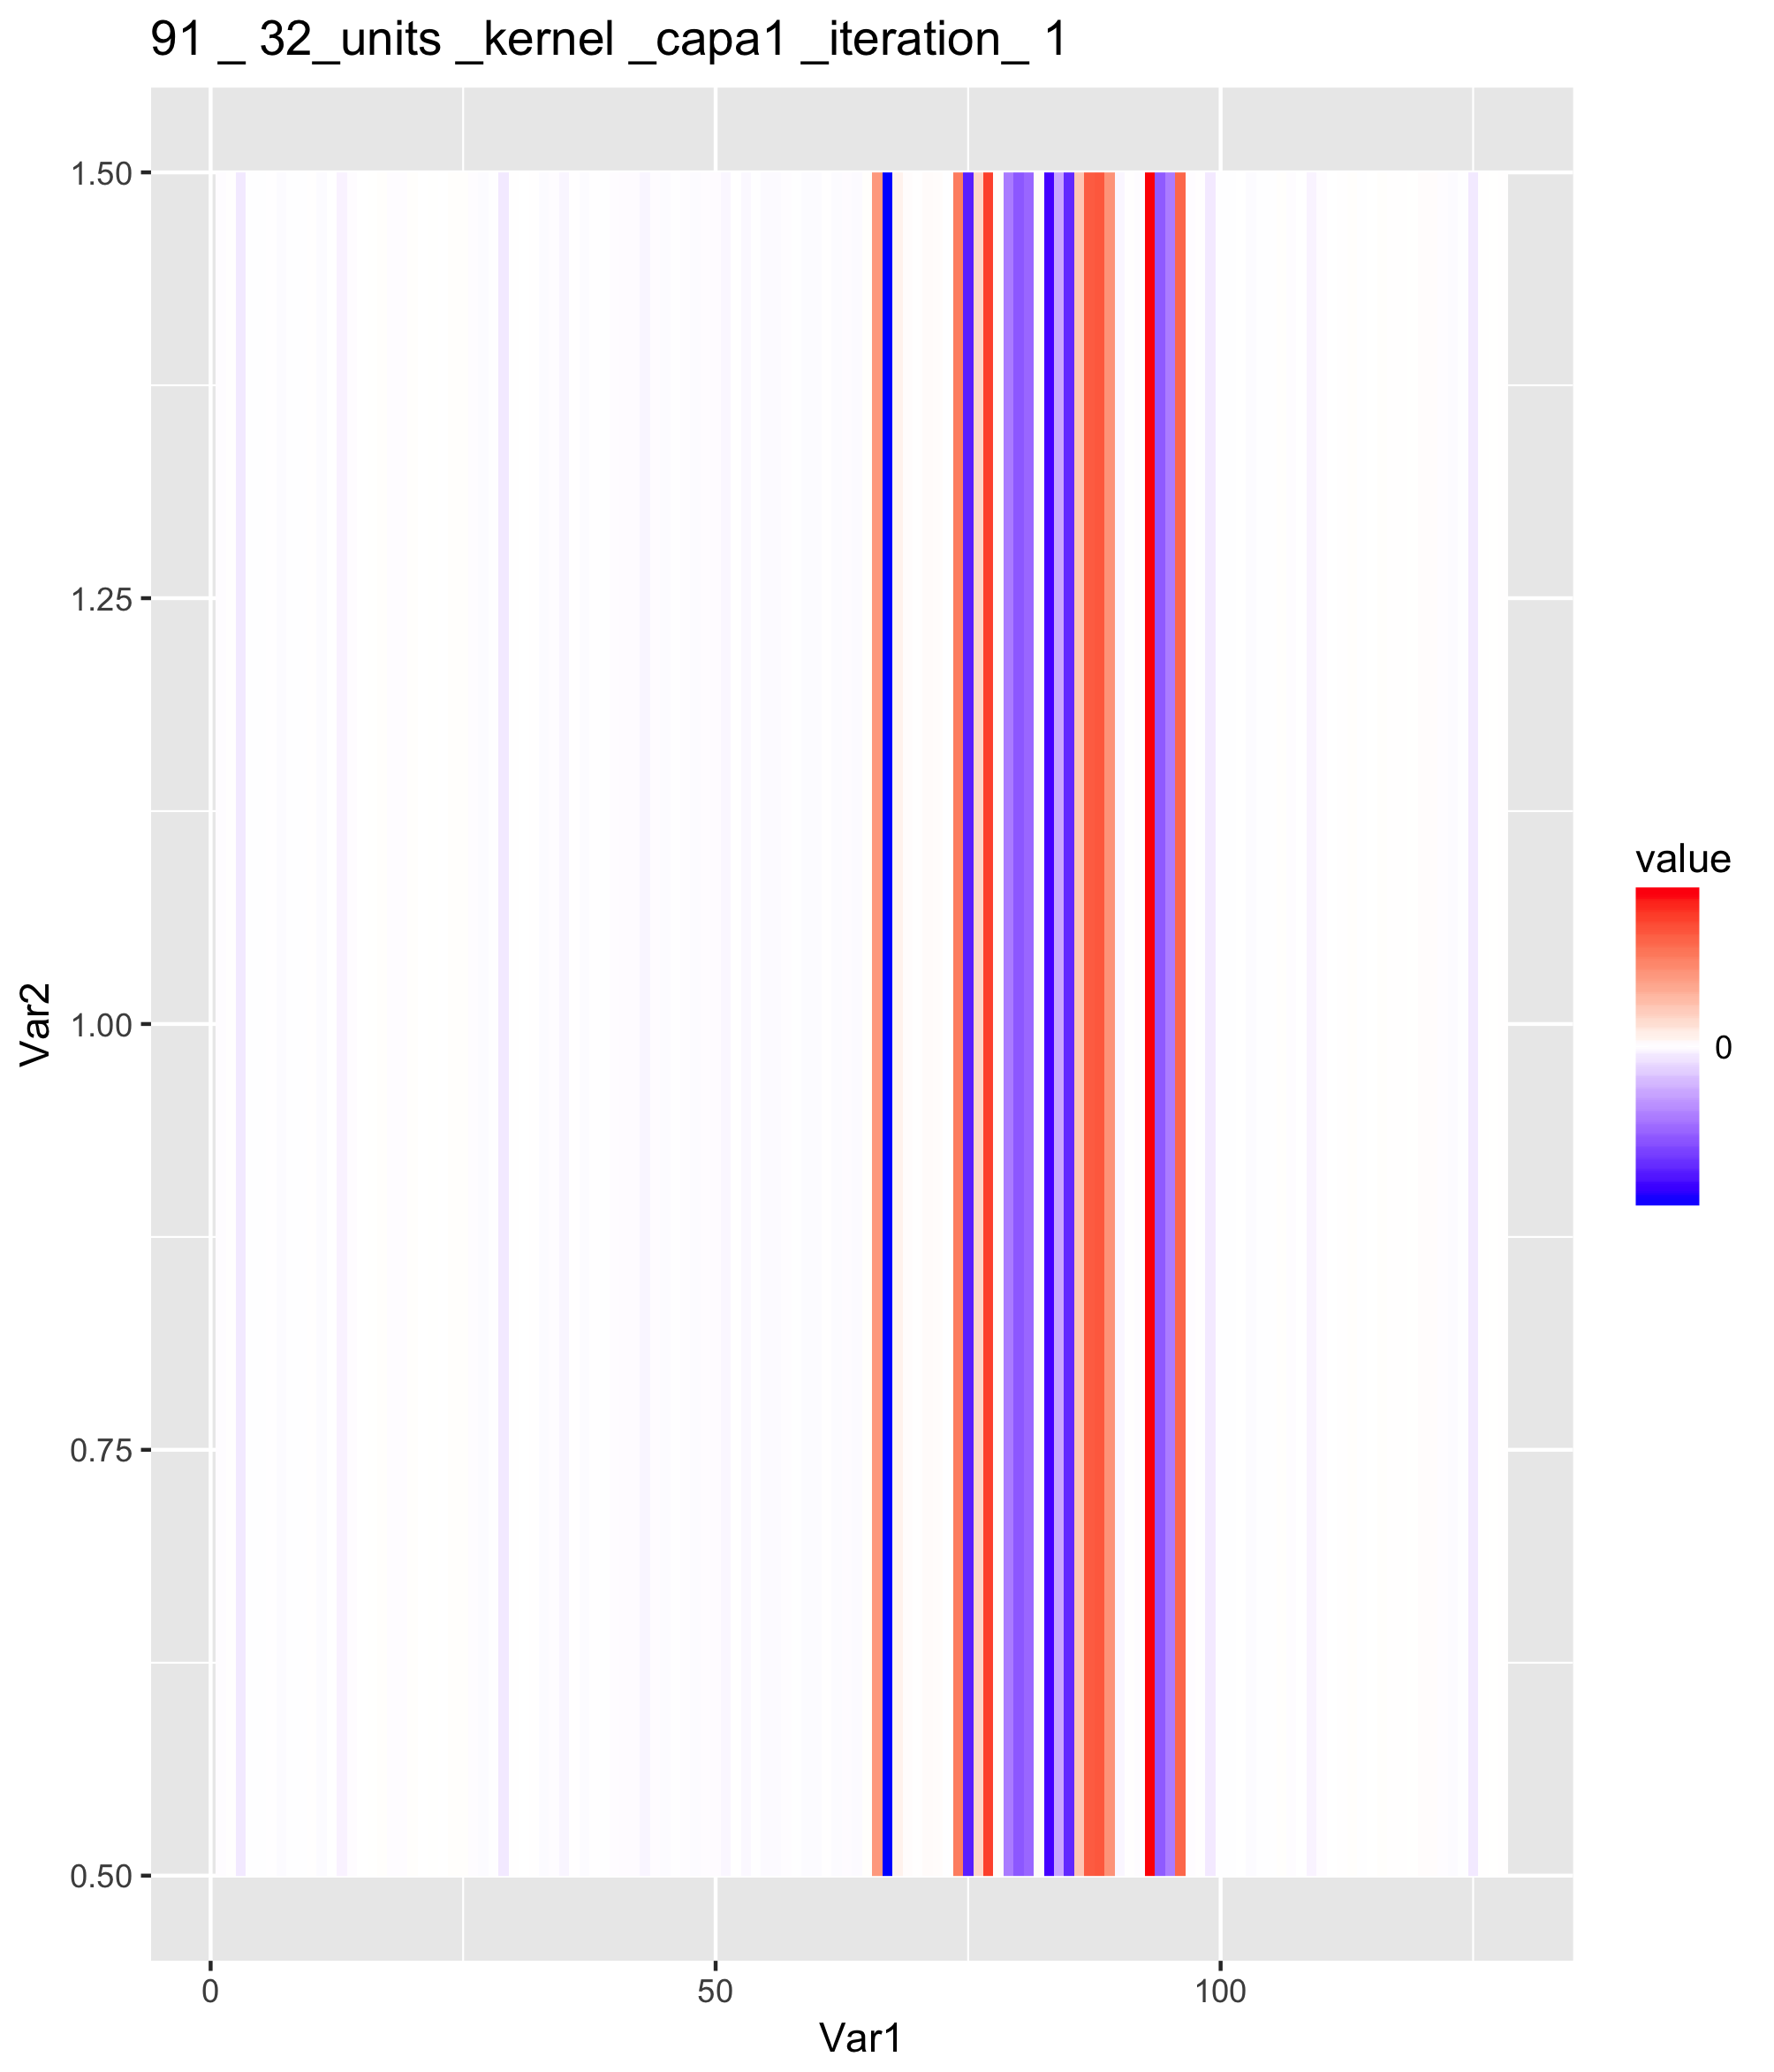 91 _ 32_units _kernel _capa1 _iteration_ 1
1.50
1.25
1.00
0.75
0.50
Var2
0
50
100
Var1
value
0